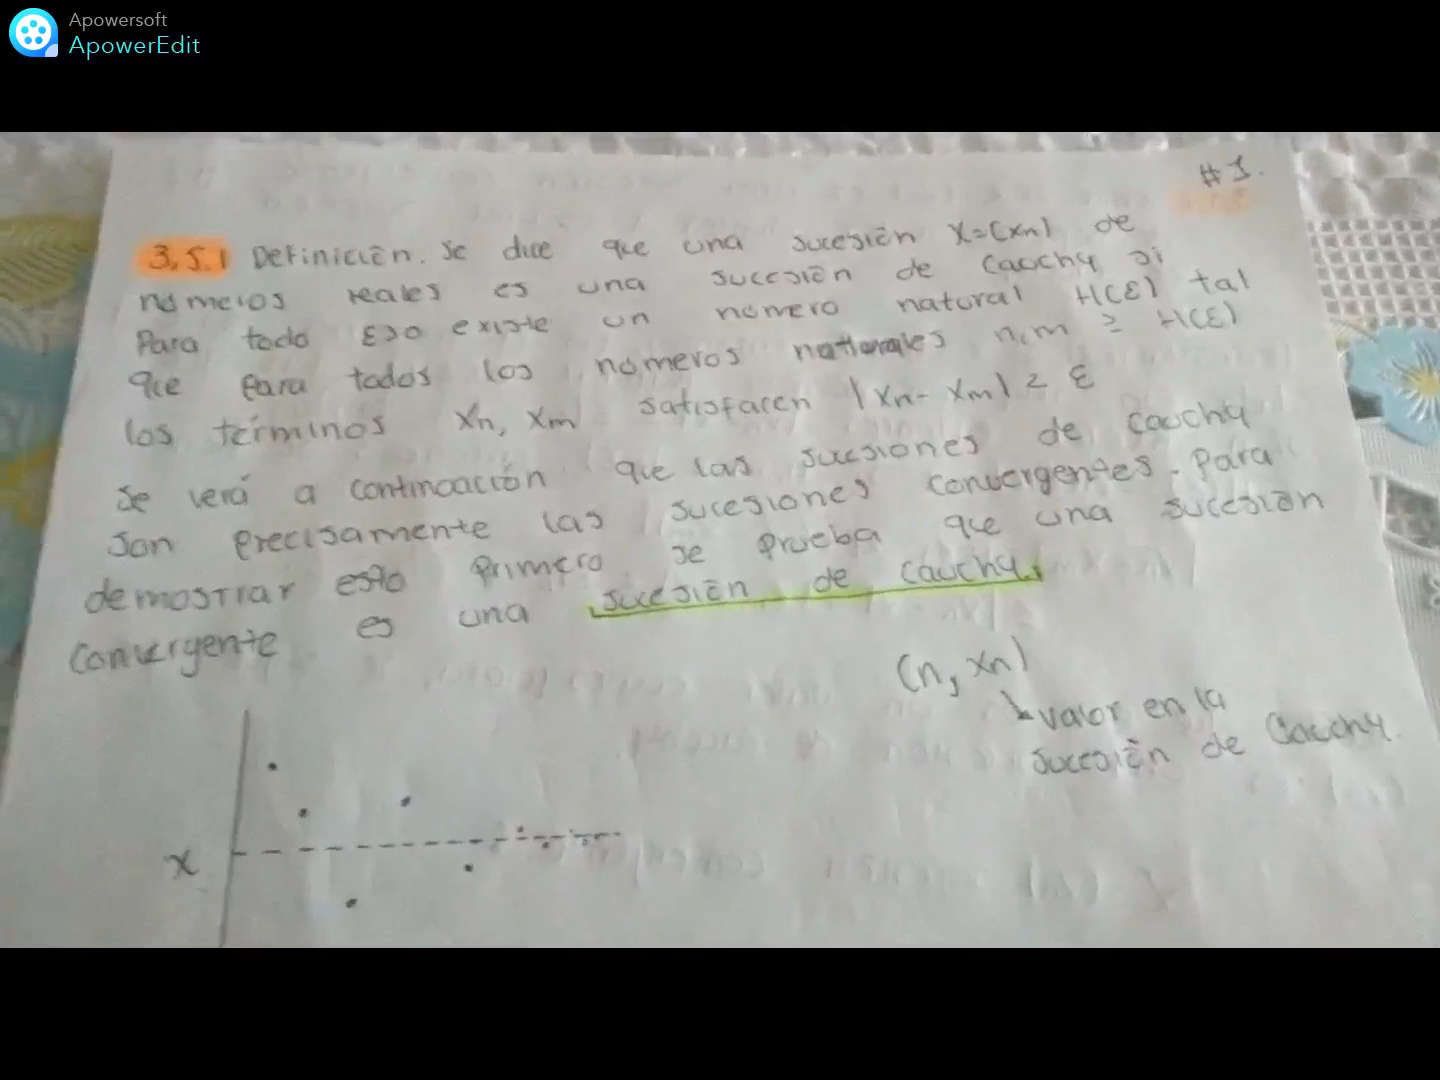 Apowersoft
ApowerEdit
#1.
3.5.1 Definición. Se dice que una sucesión X=(xn) de
números reales es una sucesión de Cauchy si
Para todo ε>0 existe un número natural H(ε) tal
que para todos los números naturales n,m ≥ H(ε)
los términos xn, xm satisfacen |xn - xm| < ε
Se verá a continuación que las sucsiones de Cauchy
son precisamente las sucesiones convergentes. Para
demostrar esto primero se prueba que una sucesión
convergente es una sucesión de Cauchy.
(n, xn)
↳ valor en la
sucesión de Cauchy.
x